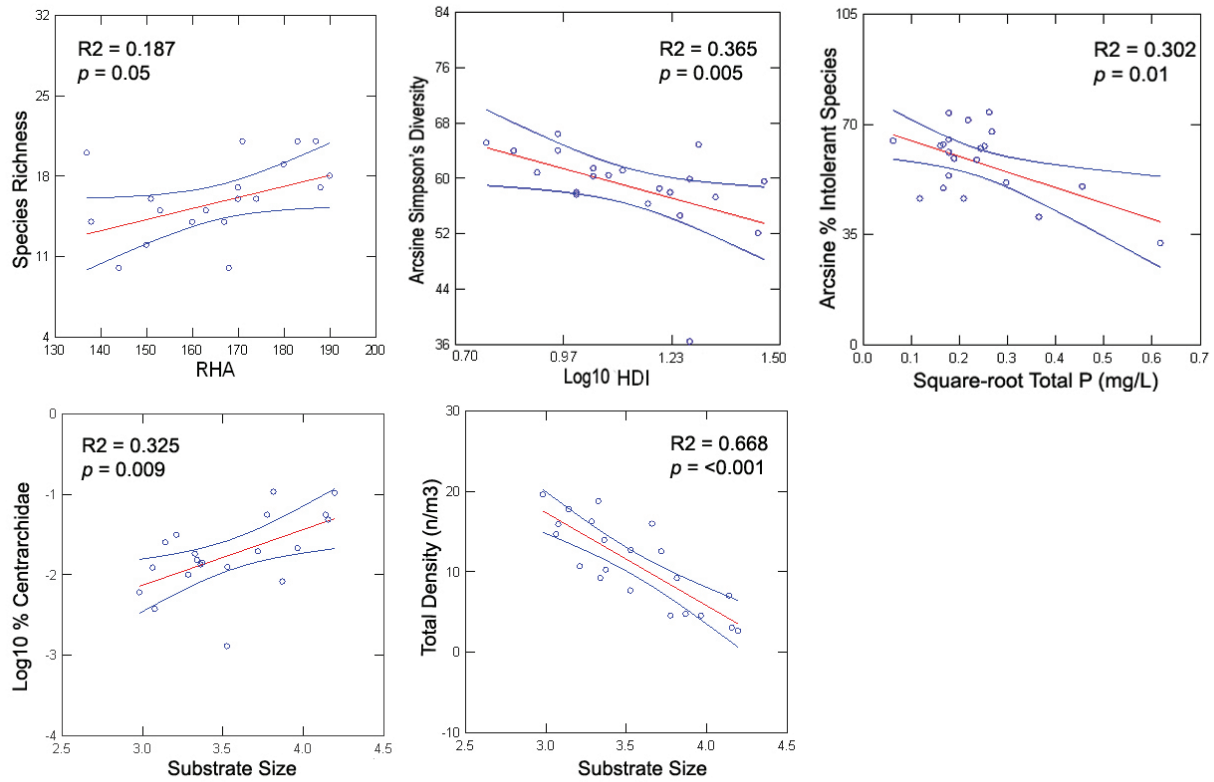 32
25
18
11
4
Species Richness
R2 = 0.187
p = 0.05
130 140 150 160 170 180 190 200
RHA
84
76
68
60
52
44
36
Arcsine Simpson's Diversity
R2 = 0.365
p = 0.005
0.70 0.97 1.23 1.50
Log10 HDI
105
70
35
0
Arcsine % Intolerant Species
R2 = 0.302
p = 0.01
0.0 0.1 0.2 0.3 0.4 0.5 0.6 0.7
Square-root Total P (mg/L)
0
-1
-2
-3
-4
Log10 % Centrarchidae
R2 = 0.325
p = 0.009
2.5 3.0 3.5 4.0 4.5
Substrate Size
30
20
10
0
-10
Total Density (n/m3)
R2 = 0.668
p = <0.001
2.5 3.0 3.5 4.0 4.5
Substrate Size